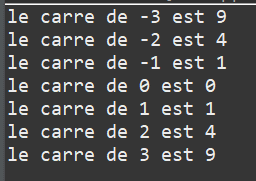 le carre de -3 est 9
le carre de -2 est 4
le carre de -1 est 1
le carre de 0 est 0
le carre de 1 est 1
le carre de 2 est 4
le carre de 3 est 9